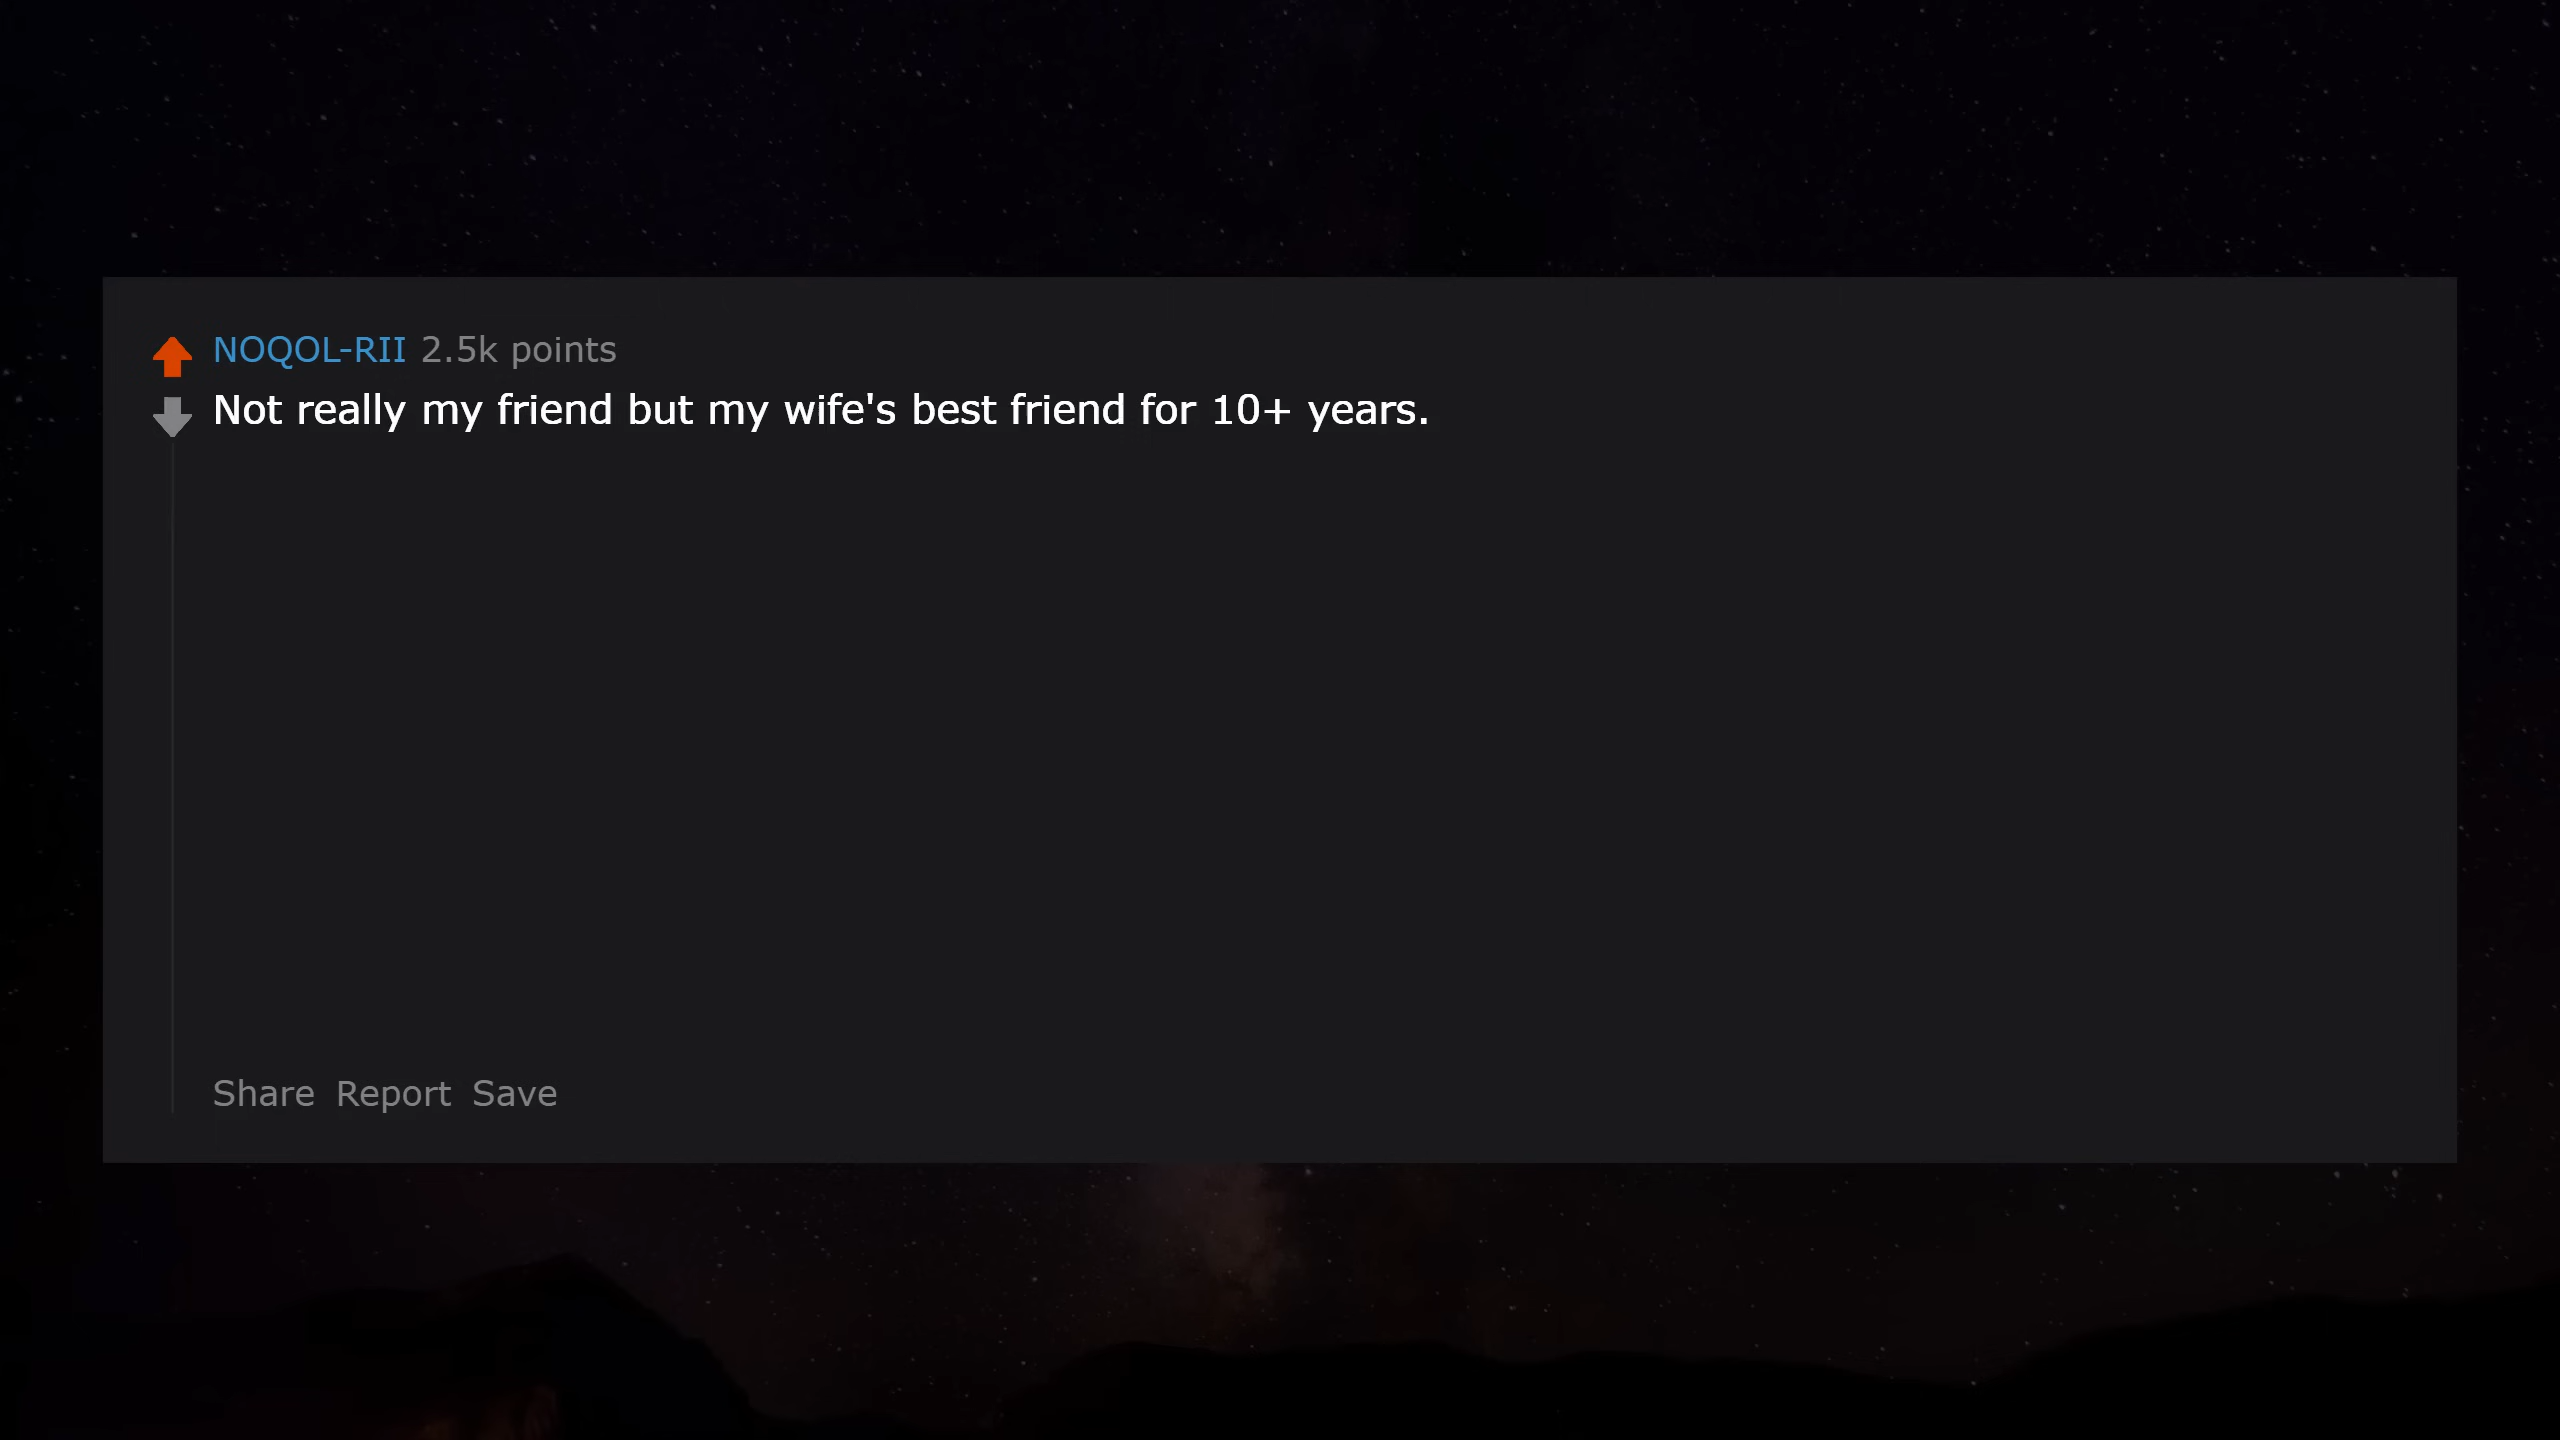 NOQOL-RII 2.5k points
Not really my friend but my wife's best friend for 10+ years.
Share Report Save